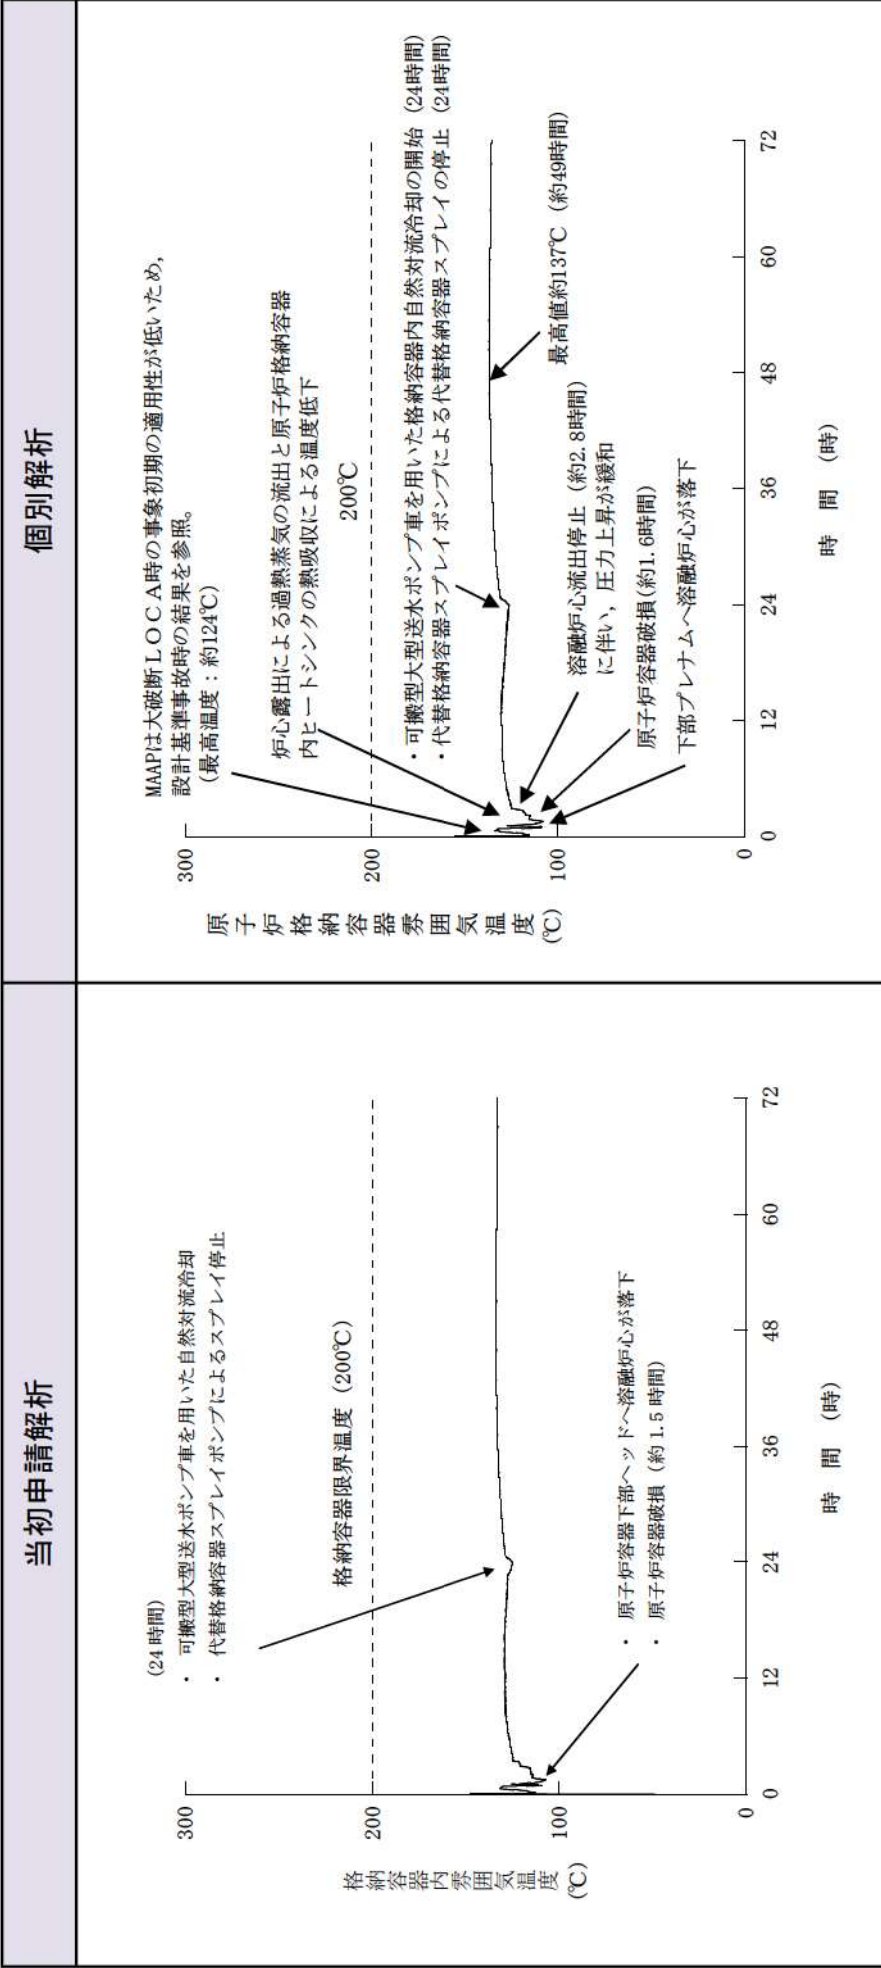 当初申請解析
(24 時間)
・ 可搬型大型送水ポンプ車を用いた自然対流冷却
・ 代替格納容器スプレイポンプによるスプレイ停止
格納容器限界温度（200℃）
・ 原子炉容器下部ヘッドへ溶融炉心が落下
・ 原子炉容器破損（約 1.5 時間）
300
200
100
0
格納容器内雰囲気温度
(℃)
0
12
24
36
48
60
72
時 間 (時)
個別解析
MAAPは大破断ＬＯＣＡ時の事象初期の適用性が低いため，
設計基準事故時の結果を参照。
（最高温度：約124℃）
炉心露出による過熱蒸気の流出と原子炉格納容器
内ヒートシンクの熱吸収による温度低下
200℃
・可搬型大型送水ポンプ車を用いた格納容器内自然対流冷却の開始（24時間）
・代替格納容器スプレイポンプによる代替格納容器スプレイの停止（24時間）
最高値約137℃（約49時間）
溶融炉心流出停止（約2.8時間）
に伴い，圧力上昇が緩和
原子炉容器破損(約1.6時間）
下部プレナムへ溶融炉心が落下
300
200
100
0
原子炉格納容器雰囲気温度
(℃)
0
12
24
36
48
60
72
時 間 (時)